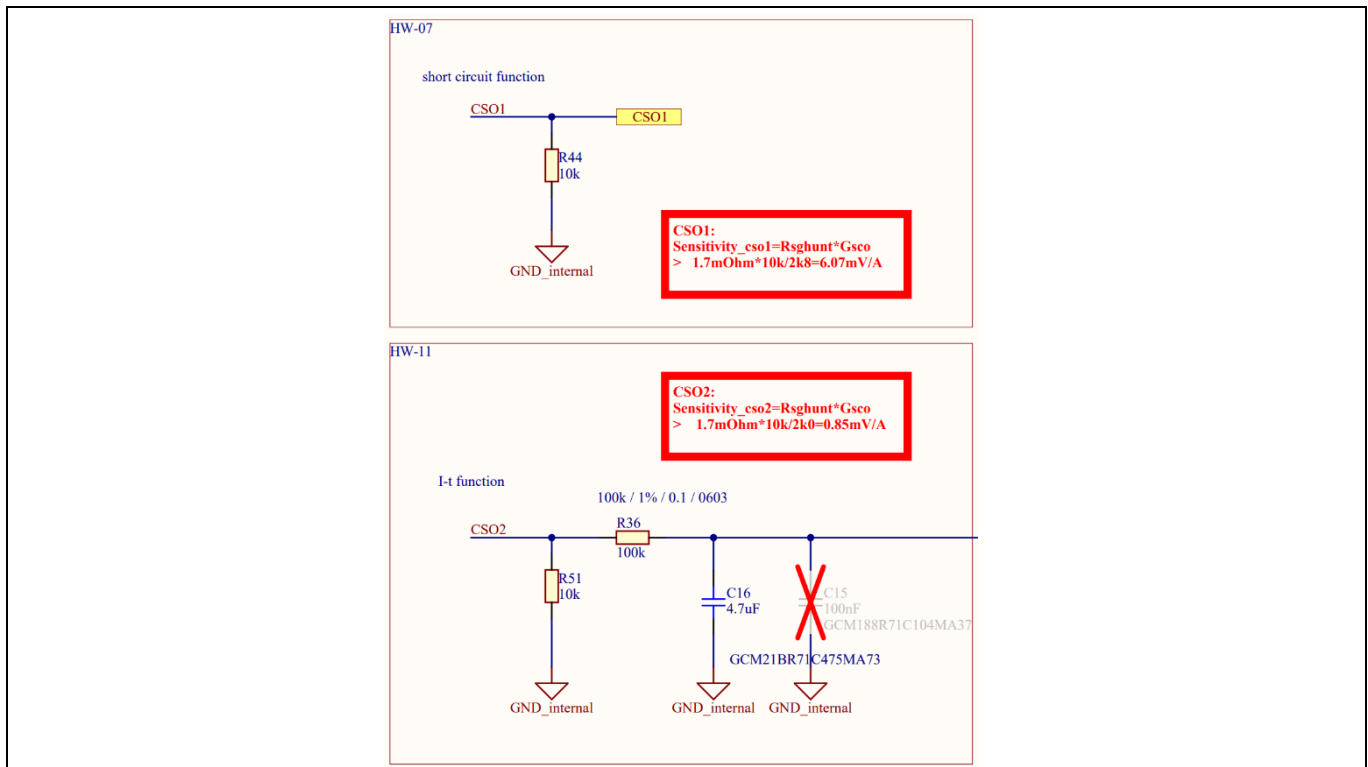 HW-07
short circuit function
CSO1
CSO1
R44
10k
GND_internal
CSO1:
Sensitivity_cso1=Rsghunt*Gsco
> 1.7mOhm*10k/2k8=6.07mV/A
HW-11
CSO2:
Sensitivity_cso2=Rsghunt*Gsco
> 1.7mOhm*10k/2k0=0.85mV/A
I-t function
100k / 1% / 0.1 / 0603
CSO2
R36
100k
R51
10k
C16
4.7uF
C15
100nF
GCM188R71C104MA37
GCM21BR71C475MA73
GND_internal
GND_internal
GND_internal